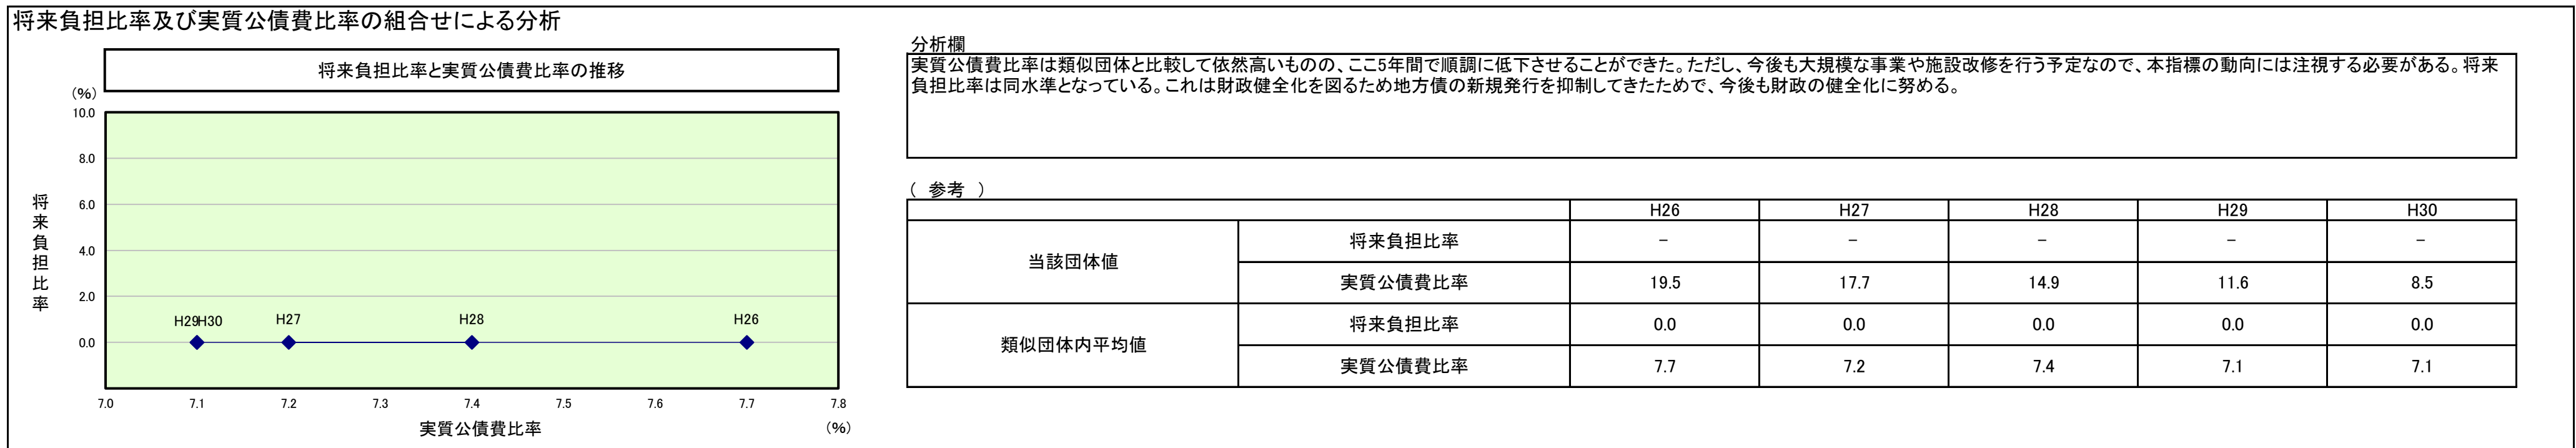 将来負担比率及び実質公債費比率の組合せによる分析
将来負担比率と実質公債費比率の推移
(%)
10.0
8.0
6.0
4.0
2.0
0.0
将来負担比率
H29 H30 H27 H28 H26
7.0 7.1 7.2 7.3 7.4 7.5 7.6 7.7 7.8
実質公債費比率
(%)
分析欄
実質公債費比率は類似団体と比較して依然高いものの、ここ5年間で順調に低下させることができた。ただし、今後も大規模な事業や施設改修を行う予定なので、本指標の動向には注視する必要がある。将来
負担比率は同水準となっている。これは財政健全化を図るため地方債の新規発行を抑制してきたためで、今後も財政の健全化に努める。
( 参考 )
H26 H27 H28 H29 H30
当該団体値
将来負担比率 － － － － －
実質公債費比率 19.5 17.7 14.9 11.6 8.5
類似団体内平均値
将来負担比率 0.0 0.0 0.0 0.0 0.0
実質公債費比率 7.7 7.2 7.4 7.1 7.1